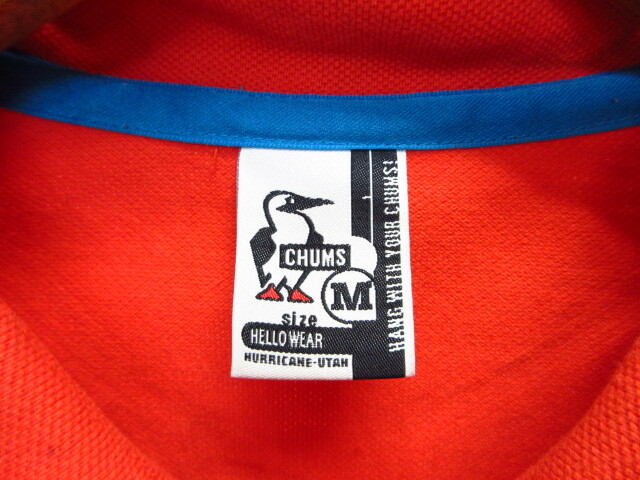 CHUMS
M
size
HELLO WEAR
HURRICANE-UTAH
HANG WITH YOUR CHUMS!